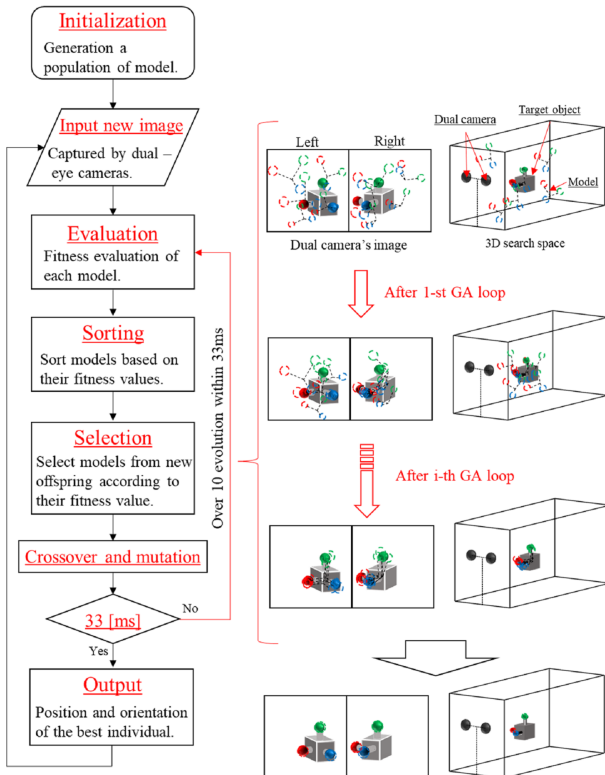 Initialization
Generation a
population of model.
Input new image
Captured by dual –
eye cameras.
Evaluation
Fitness evaluation of
each model.
Sorting
Sort models based on
their fitness values.
Selection
Select models from new
offspring according to
their fitness value.
Crossover and mutation
33 [ms]
No
Yes
Output
Position and orientation
of the best individual.
Over 10 evolution within 33ms
Left
Right
Dual camera's image
Dual camera
Target object
Model
3D search space
After 1-st GA loop
After i-th GA loop